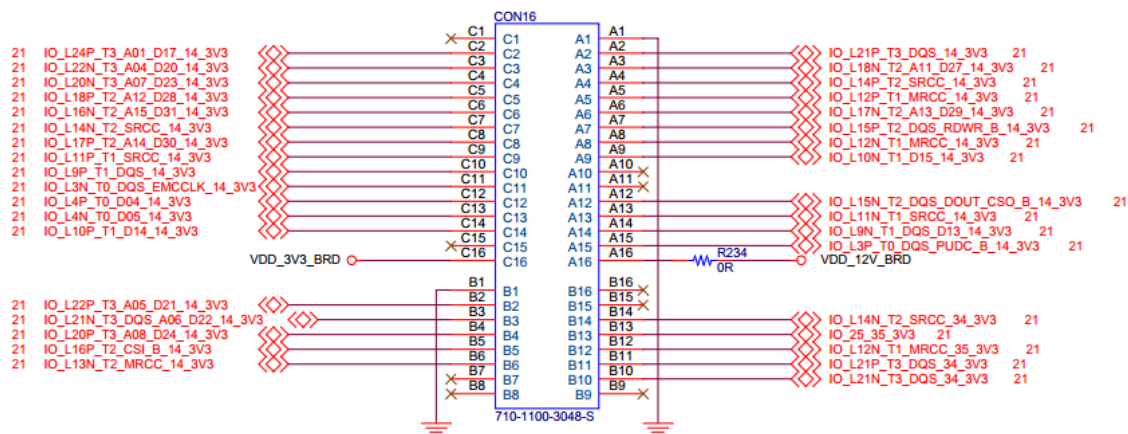 CON16
C1 C1 A1 A1
21 IO_L24P_T3_A01_D17_14_3V3 C2 C2 A2 A2 IO_L21P_T3_DQS_14_3V3 21
21 IO_L22N_T3_A04_D20_14_3V3 C3 C3 A3 A3 IO_L18N_T2_A11_D27_14_3V3 21
21 IO_L20N_T3_A07_D23_14_3V3 C4 C4 A4 A4 IO_L14P_T2_SRCC_14_3V3 21
21 IO_L18P_T2_A12_D28_14_3V3 C5 C5 A5 A5 IO_L12P_T1_MRCC_14_3V3 21
21 IO_L16N_T2_A15_D31_14_3V3 C6 C6 A6 A6 IO_L17N_T2_A13_D29_14_3V3 21
21 IO_L14N_T2_SRCC_14_3V3 C7 C7 A7 A7 IO_L15P_T2_DQS_RDWR_B_14_3V3 21
21 IO_L17P_T2_A14_D30_14_3V3 C8 C8 A8 A8 IO_L12N_T1_MRCC_14_3V3 21
21 IO_L11P_T1_SRCC_14_3V3 C9 C9 A9 A9 IO_L10N_T1_D15_14_3V3 21
21 IO_L9P_T1_DQS_14_3V3 C10 C10 A10 A10
21 IO_L3N_T0_DQS_EMCCLK_14_3V3 C11 C11 A11 A11
21 IO_L4P_T0_D04_14_3V3 C12 C12 A12 A12 IO_L15N_T2_DQS_DOUT_CSO_B_14_3V3 21
21 IO_L4N_T0_D05_14_3V3 C13 C13 A13 A13 IO_L11N_T1_SRCC_14_3V3 21
21 IO_L10P_T1_D14_14_3V3 C14 C14 A14 A14 IO_L9N_T1_DQS_D13_14_3V3 21
C15 C15 A15 A15 IO_L3P_T0_DQS_PUDC_B_14_3V3 21
VDD_3V3_BRD C16 C16 A16 A16 R234 VDD_12V_BRD
0R
B1 B1 B16 B16
21 IO_L22P_T3_A05_D21_14_3V3 B2 B2 B15 B15
21 IO_L21N_T3_DQS_A06_D22_14_3V3 B3 B3 B14 B14 IO_L14N_T2_SRCC_34_3V3 21
21 IO_L20P_T3_A08_D24_14_3V3 B4 B4 B13 B13 IO_25_35_3V3 21
21 IO_L16P_T2_CSI_B_14_3V3 B5 B5 B12 B12 IO_L12N_T1_MRCC_35_3V3 21
21 IO_L13N_T2_MRCC_14_3V3 B6 B6 B11 B11 IO_L21P_T3_DQS_34_3V3 21
B7 B7 B10 B10 IO_L21N_T3_DQS_34_3V3 21
B8 B8 B9 B9
710-1100-3048-S